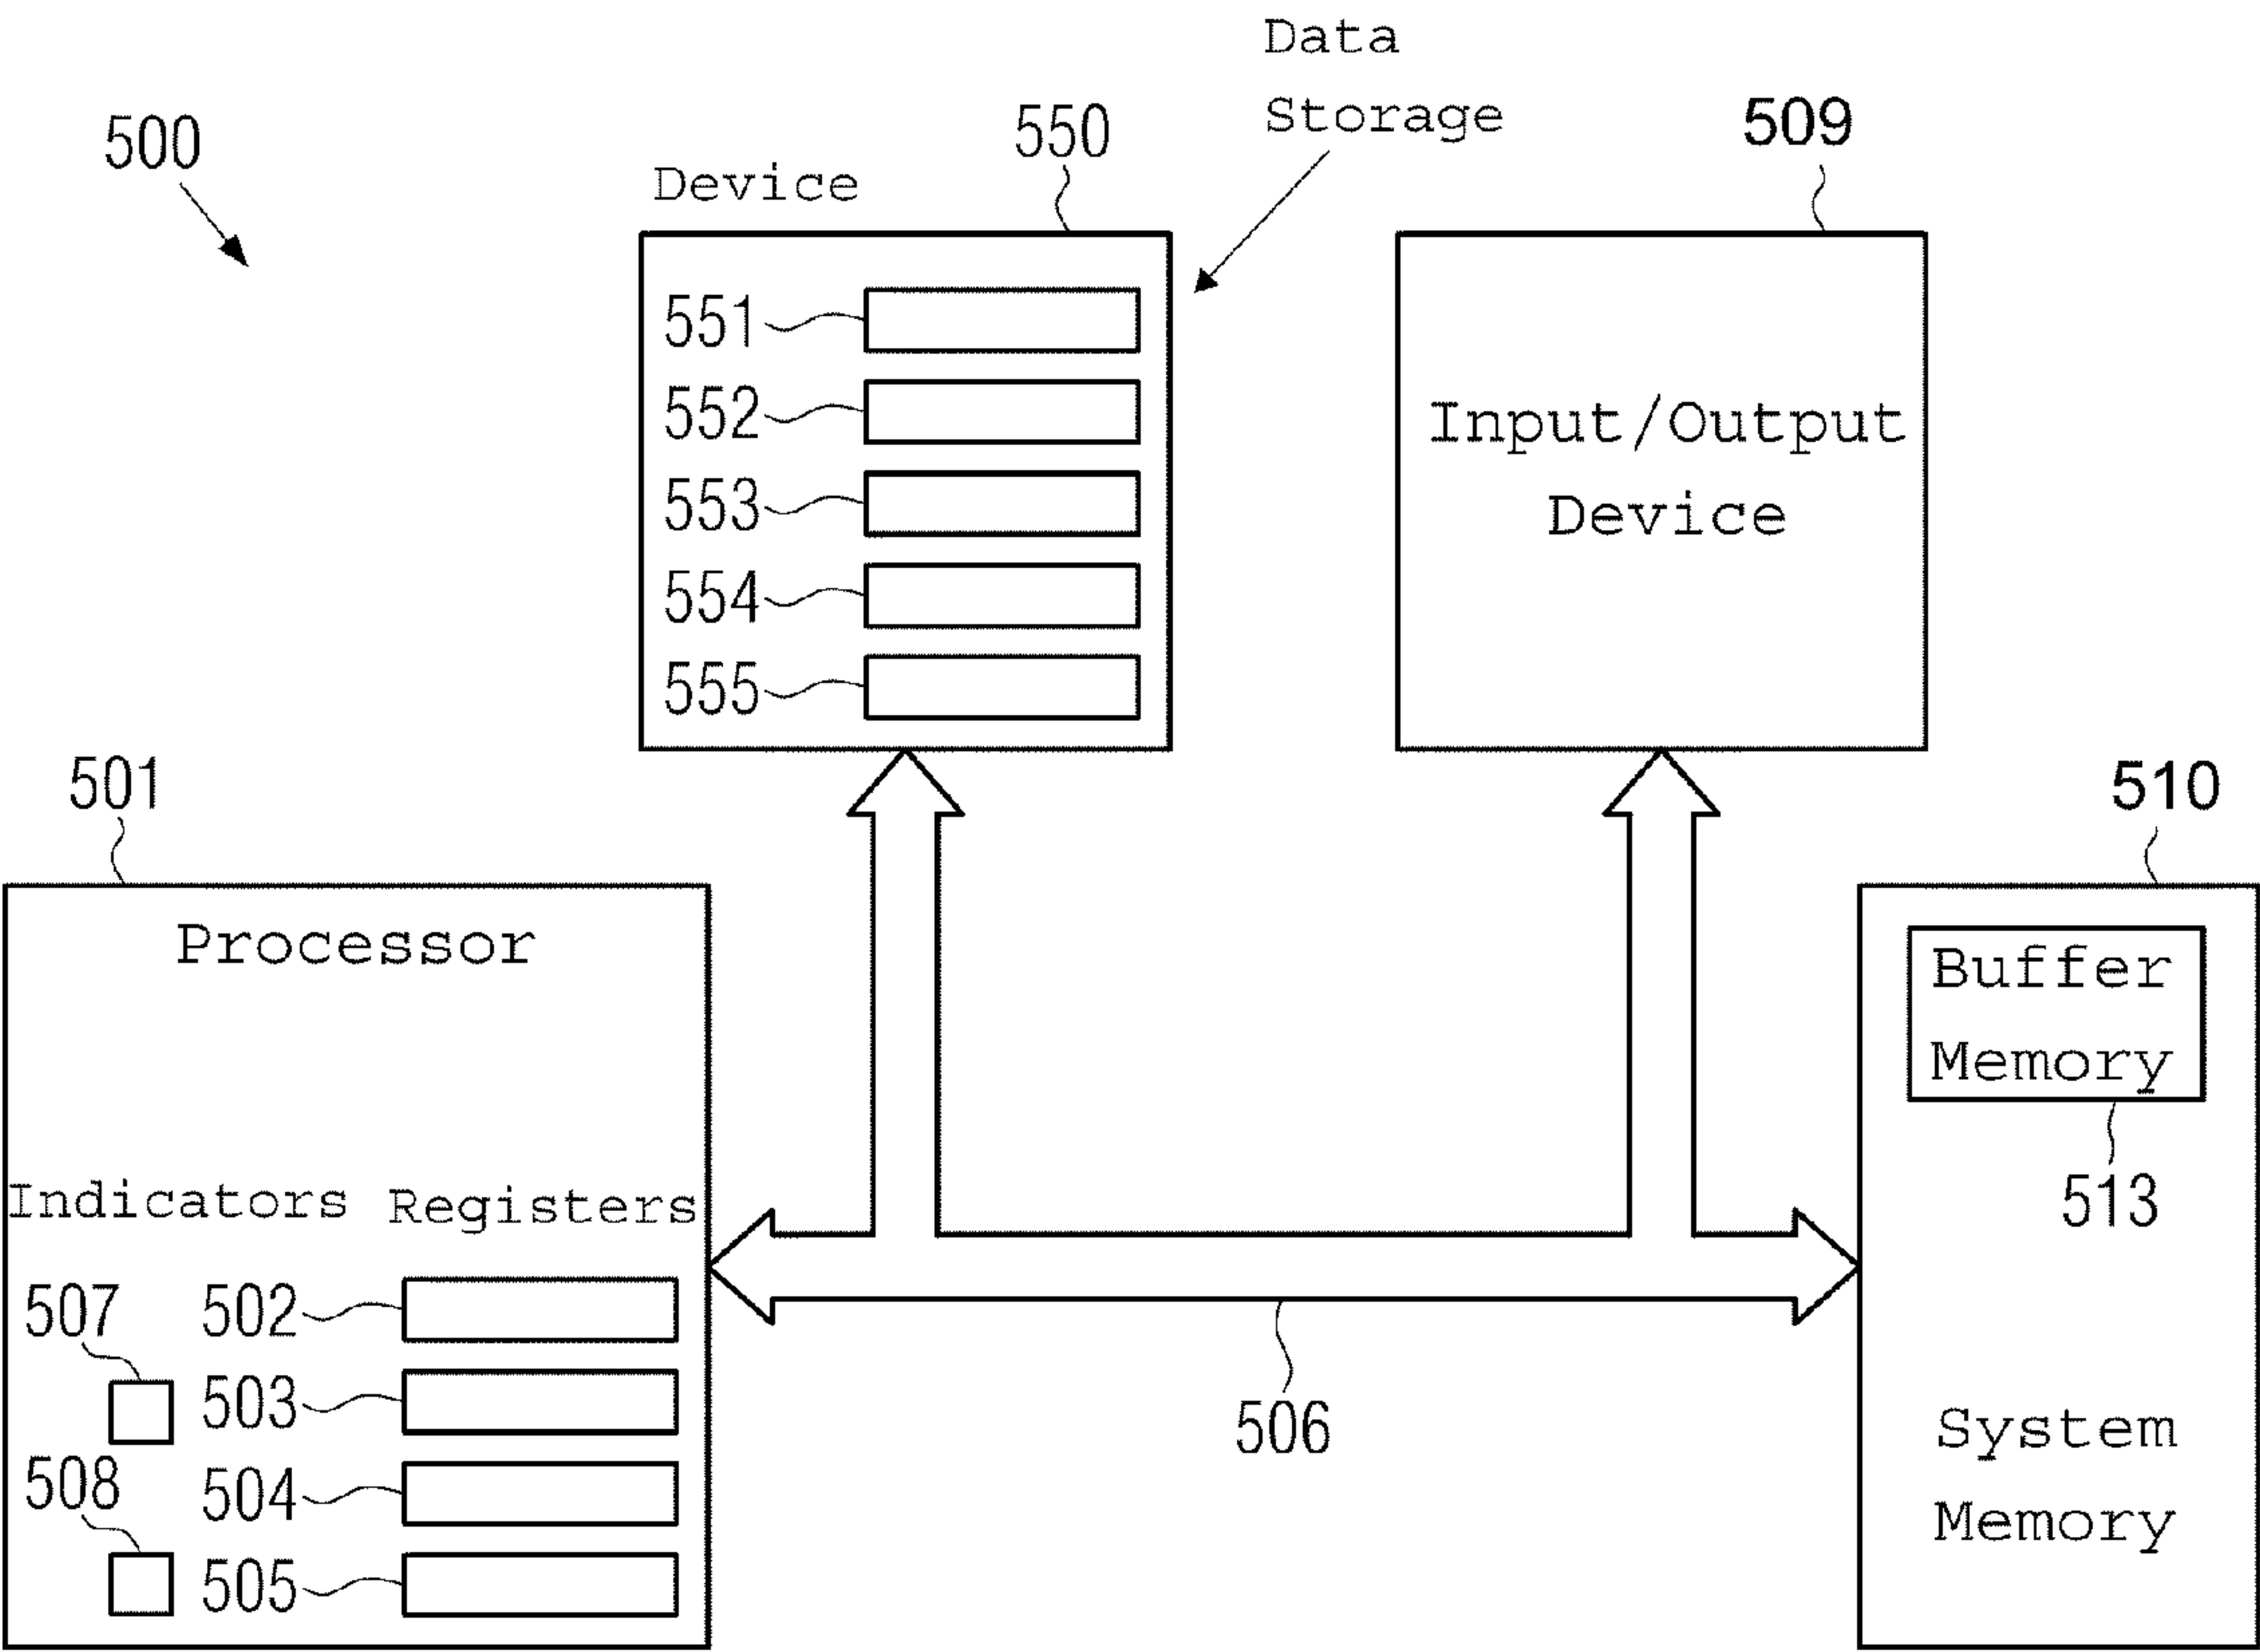 Data
Storage
500
Device
550
509
551
552
553
554
555
Input/Output
Device
501
510
Processor
Buffer
Memory
513
Indicators
Registers
507
502
503
508
504
505
506
System
Memory